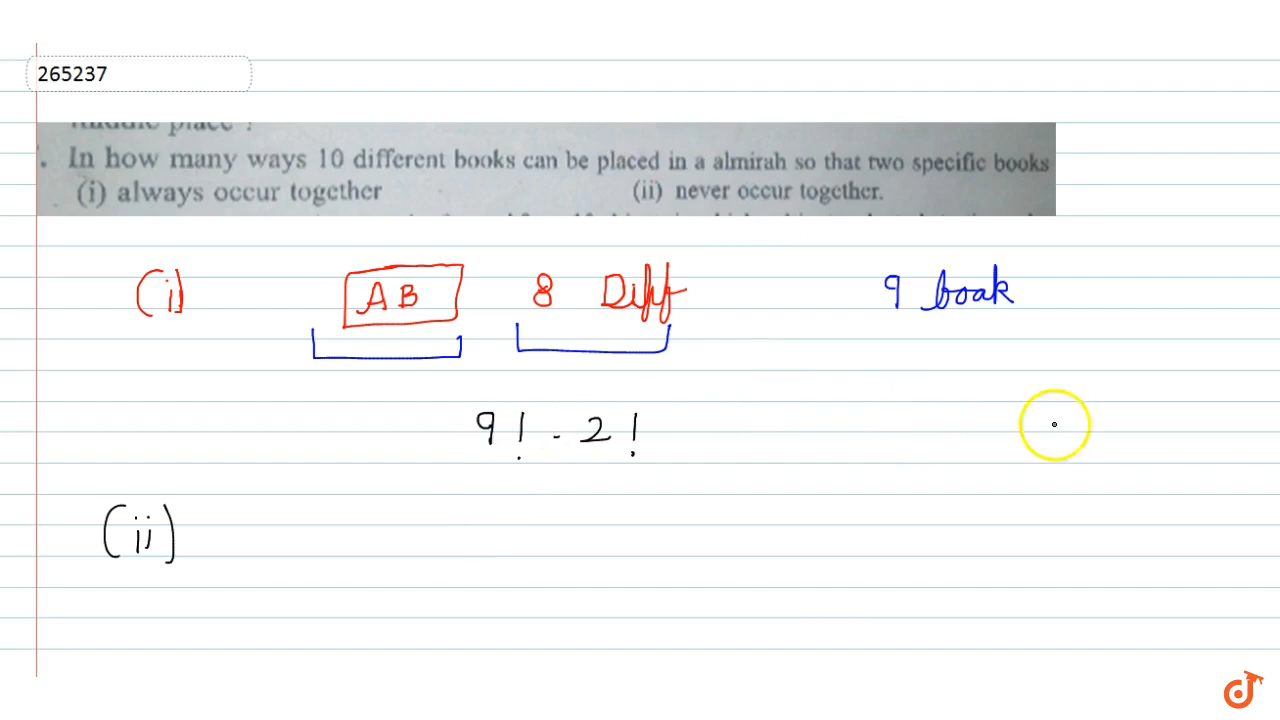 265237
. In how many ways 10 different books can be placed in a almirah so that two specific books
(i) always occur together (ii) never occur together.
(i) AB 8 Diff 9 book
9! . 2!
(ii)